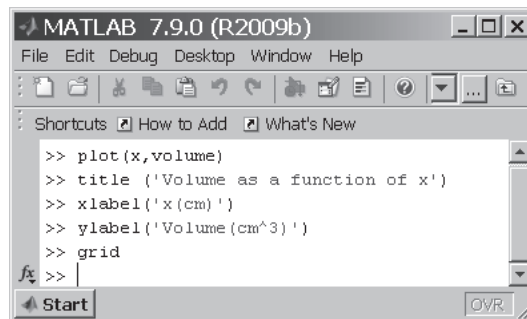 MATLAB 7.9.0 (R2009b)
File Edit Debug Desktop Window Help
Shortcuts How to Add What's New
>> plot(x,volume)
>> title ('Volume as a function of x')
>> xlabel('x(cm)')
>> ylabel('Volume(cm^3)')
>> grid
fx >>
Start OVR